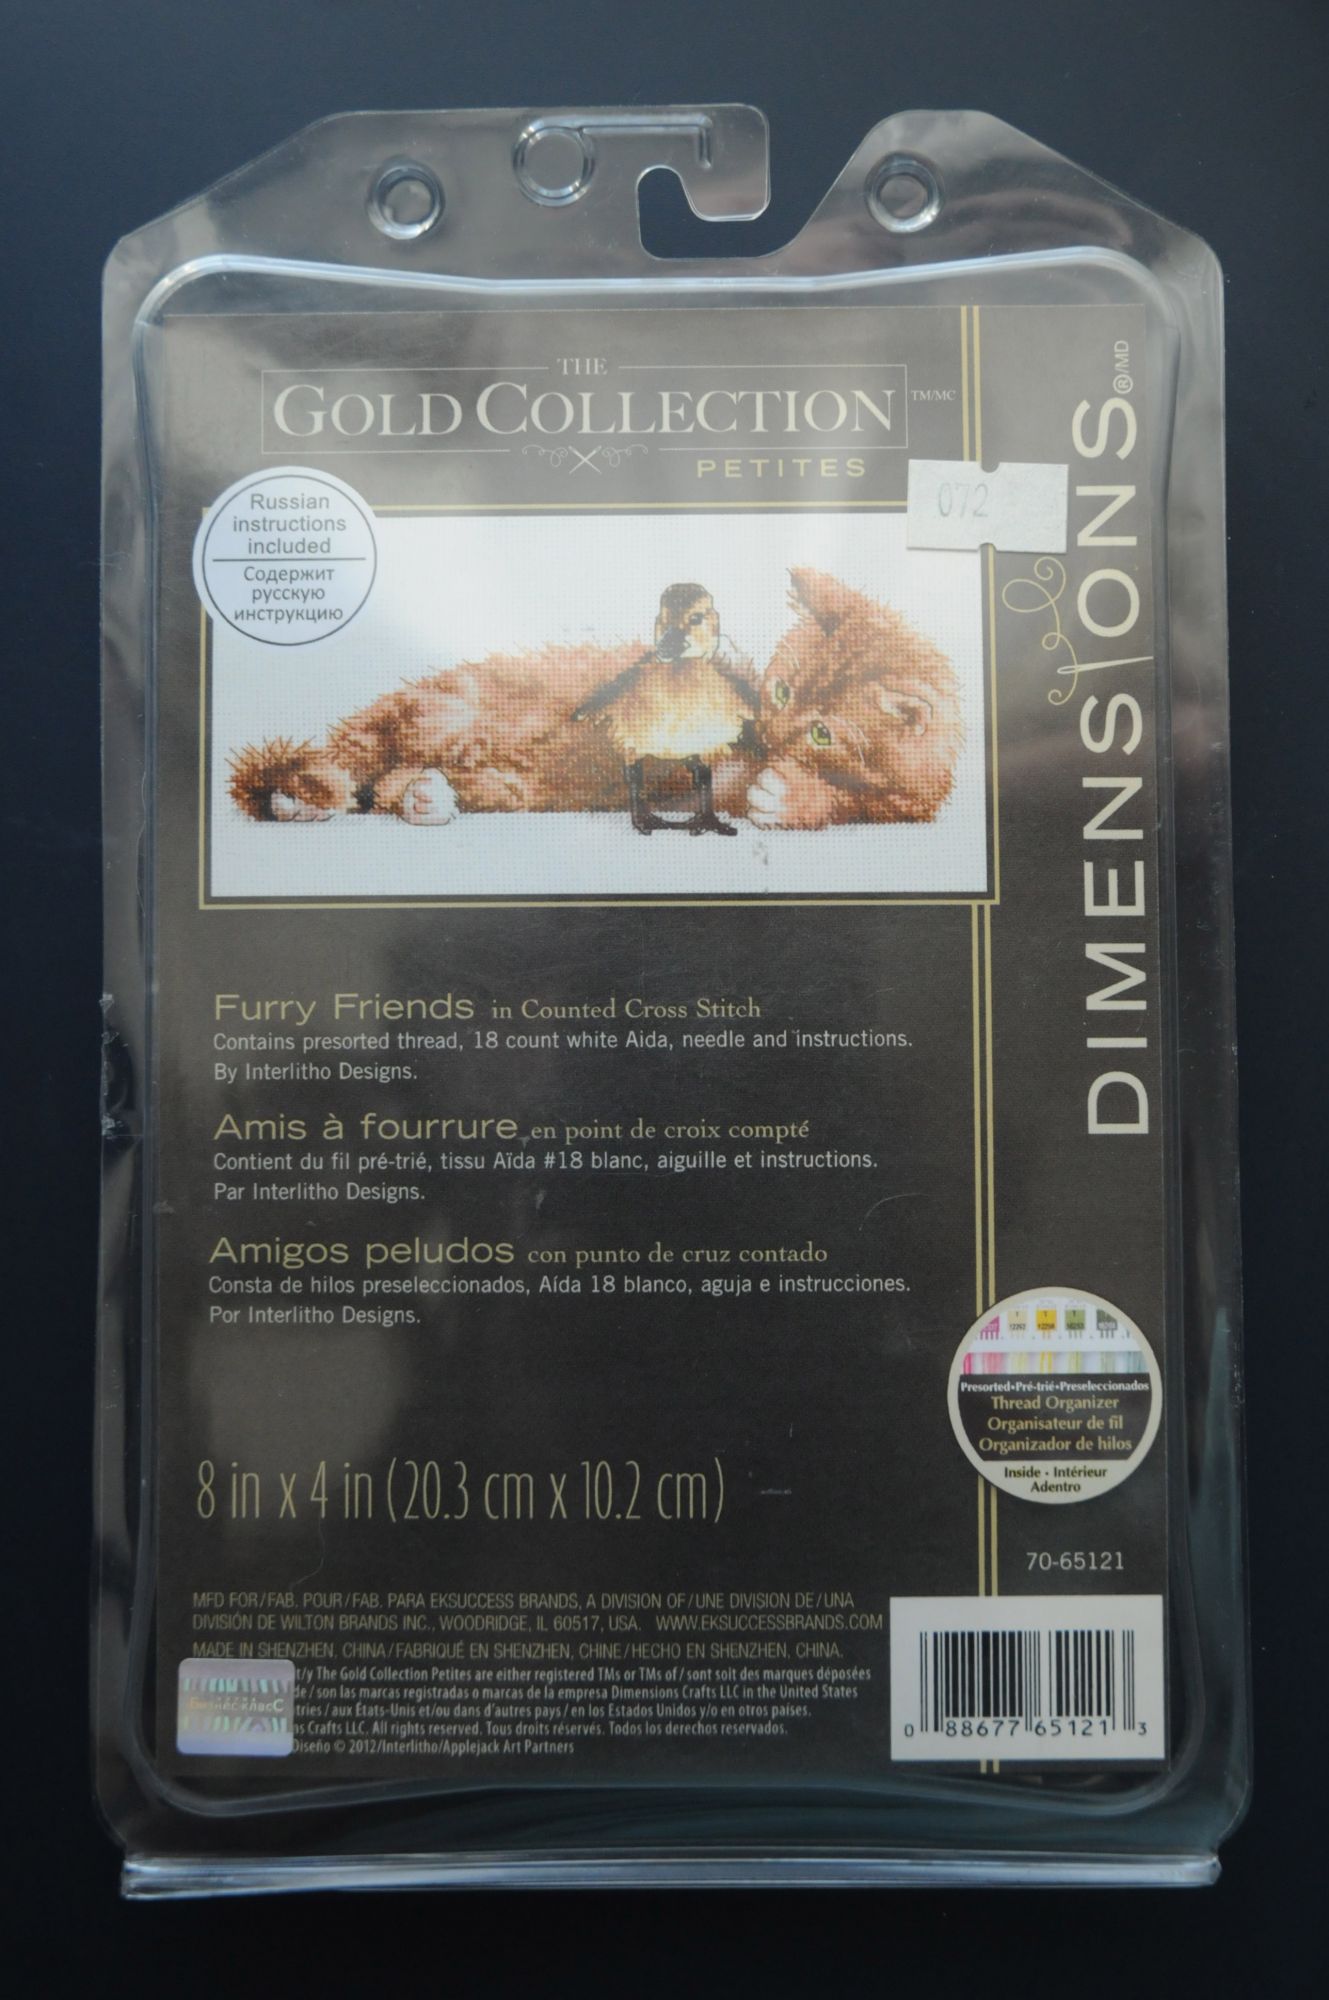 THE
GOLD COLLECTION TM/MC
PETITES
072
Russian
instructions
included
Содержит
русскую
инструкцию
DIMENSIONS ®/MD
Furry Friends in Counted Cross Stitch
Contains presorted thread, 18 count white Aida, needle and instructions.
By Interlitho Designs.
Amis à fourrure en point de croix compté
Contient du fil pré-trié, tissu Aïda #18 blanc, aiguille et instructions.
Par Interlitho Designs.
Amigos peludos con punto de cruz contado
Consta de hilos preseleccionados, Aída 18 blanco, aguja e instrucciones.
Por Interlitho Designs.
Presorted•Pré-trié•Preseleccionados
Thread Organizer
Organisateur de fil
Organizador de hilos
Inside • Intérieur
Adentro
8 in x 4 in (20.3 cm x 10.2 cm)
70-65121
MFD FOR/FAB. POUR/FAB. PARA EKSUCCESS BRANDS, A DIVISION OF/UNE DIVISION DE/UNA
DIVISIÓN DE WILTON BRANDS INC., WOODRIDGE, IL 60517, USA. WWW.EKSUCCESSBRANDS.COM
MADE IN SHENZHEN, CHINA/FABRIQUÉ EN SHENZHEN, CHINE/HECHO EN SHENZHEN, CHINA.
t/y The Gold Collection Petites are either registered TMs or TMs of/sont soit des marques déposées
de/son las marcas registradas o marcas de la empresa Dimensions Crafts LLC in the United States
tries/aux États-Unis et/ou dans d'autres pays/en los Estados Unidos y/o en otros países.
ns Crafts LLC. All rights reserved. Tous droits réservés. Todos los derechos reservados.
Diseño © 2012/Interlitho/Applejack Art Partners
0 88677 65121 3